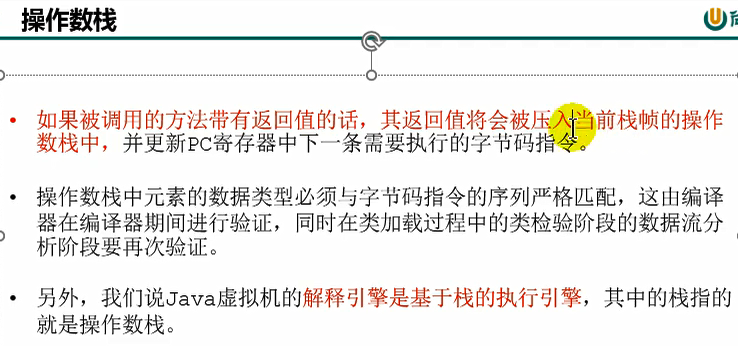 操作数栈
• 如果被调用的方法带有返回值的话，其返回值将会被压入当前栈帧的操作
数栈中，并更新PC寄存器中下一条需要执行的字节码指令。
• 操作数栈中元素的数据类型必须与字节码指令的序列严格匹配，这由编译
器在编译器期间进行验证，同时在类加载过程中的类检验阶段的数据流分
析阶段要再次验证。
• 另外，我们说Java虚拟机的解释引擎是基于栈的执行引擎，其中的栈指的
就是操作数栈。